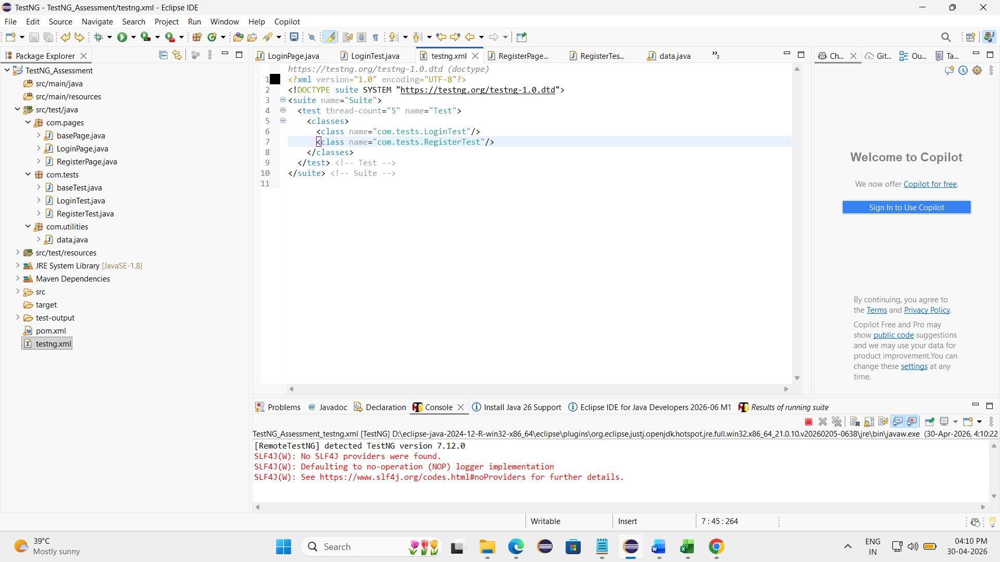 TestNG - TestNG_Assessment/testng.xml - Eclipse IDE
File Edit Source Navigate Search Project Run Window Help Copilot
Package Explorer
TestNG_Assessment
src/main/java
src/main/resources
src/test/java
com.pages
basePage.java
LoginPage.java
RegisterPage.java
com.tests
baseTest.java
LoginTest.java
RegisterTest.java
com.utilities
data.java
src/test/resources
JRE System Library [JavaSE-1.8]
Maven Dependencies
src
target
test-output
pom.xml
testng.xml
LoginPage.java LoginTest.java testng.xml RegisterPage... RegisterTes... data.java »3
https://testng.org/testng-1.0.dtd (doctype)
1 <?xml version="1.0" encoding="UTF-8"?>
2 <!DOCTYPE suite SYSTEM "https://testng.org/testng-1.0.dtd">
3 <suite name="Suite">
4 <test thread-count="5" name="Test">
5 <classes>
6 <class name="com.tests.LoginTest"/>
7 <class name="com.tests.RegisterTest"/>
8 </classes>
9 </test> <!-- Test -->
10 </suite> <!-- Suite -->
11
Ch... Git... Ou... Ta...
Welcome to Copilot
We now offer Copilot for free.
Sign In to Use Copilot
By continuing, you agree to
the Terms and Privacy Policy.
Copilot Free and Pro may
show public code suggestions
and we may use your data for
product improvement.You can
change these settings at any
time.
Problems @ Javadoc Declaration Console Install Java 26 Support Eclipse IDE for Java Developers 2026-06 M1 Results of running suite
TestNG_Assessment_testng.xml [TestNG] D:\eclipse-java-2024-12-R-win32-x86_64\eclipse\plugins\org.eclipse.justj.openjdk.hotspot.jre.full.win32.x86_64_21.0.10.v20260205-0638\jre\bin\javaw.exe (30-Apr-2026, 4:10:22
[RemoteTestNG] detected TestNG version 7.12.0
SLF4J(W): No SLF4J providers were found.
SLF4J(W): Defaulting to no-operation (NOP) logger implementation
SLF4J(W): See https://www.slf4j.org/codes.html#noProviders for further details.
Writable Insert 7 : 45 : 264
39°C
Mostly sunny
Search
ENG
IN
04:10 PM
30-04-2026